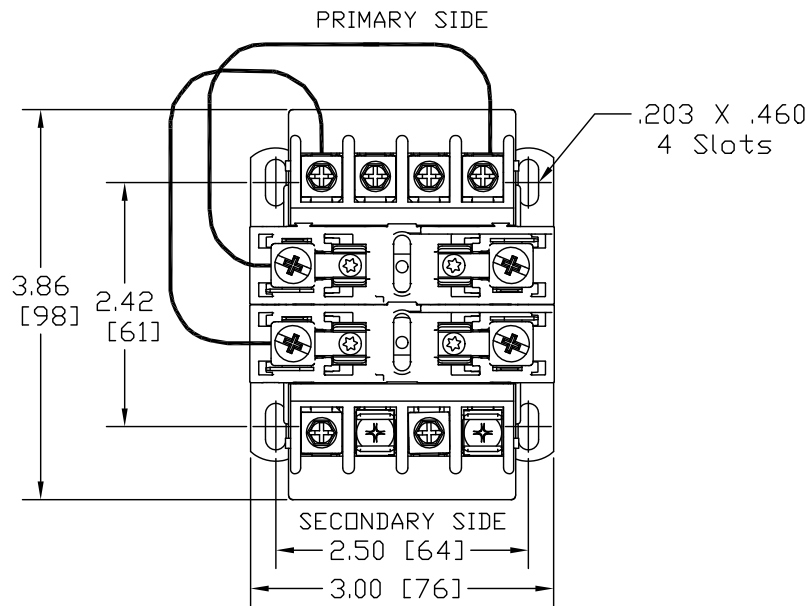 PRIMARY SIDE
.203 X .460
4 Slots
3.86
[98]
2.42
[61]
SECONDARY SIDE
2.50 [64]
3.00 [76]